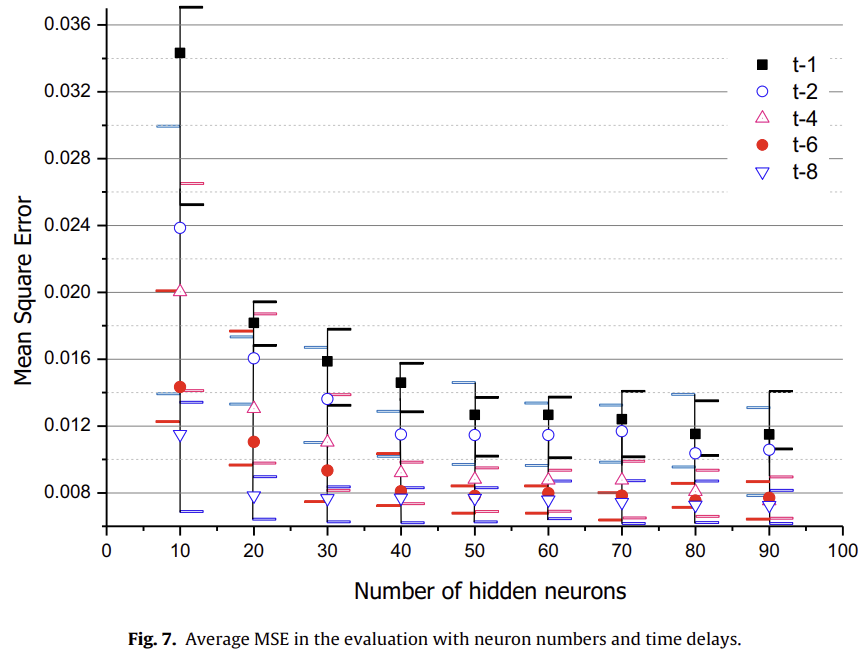 0.036
0.032
0.028
0.024
0.020
0.016
0.012
0.008
Mean Square Error
t-1
t-2
t-4
t-6
t-8
0 10 20 30 40 50 60 70 80 90 100
Number of hidden neurons
Fig. 7. Average MSE in the evaluation with neuron numbers and time delays.